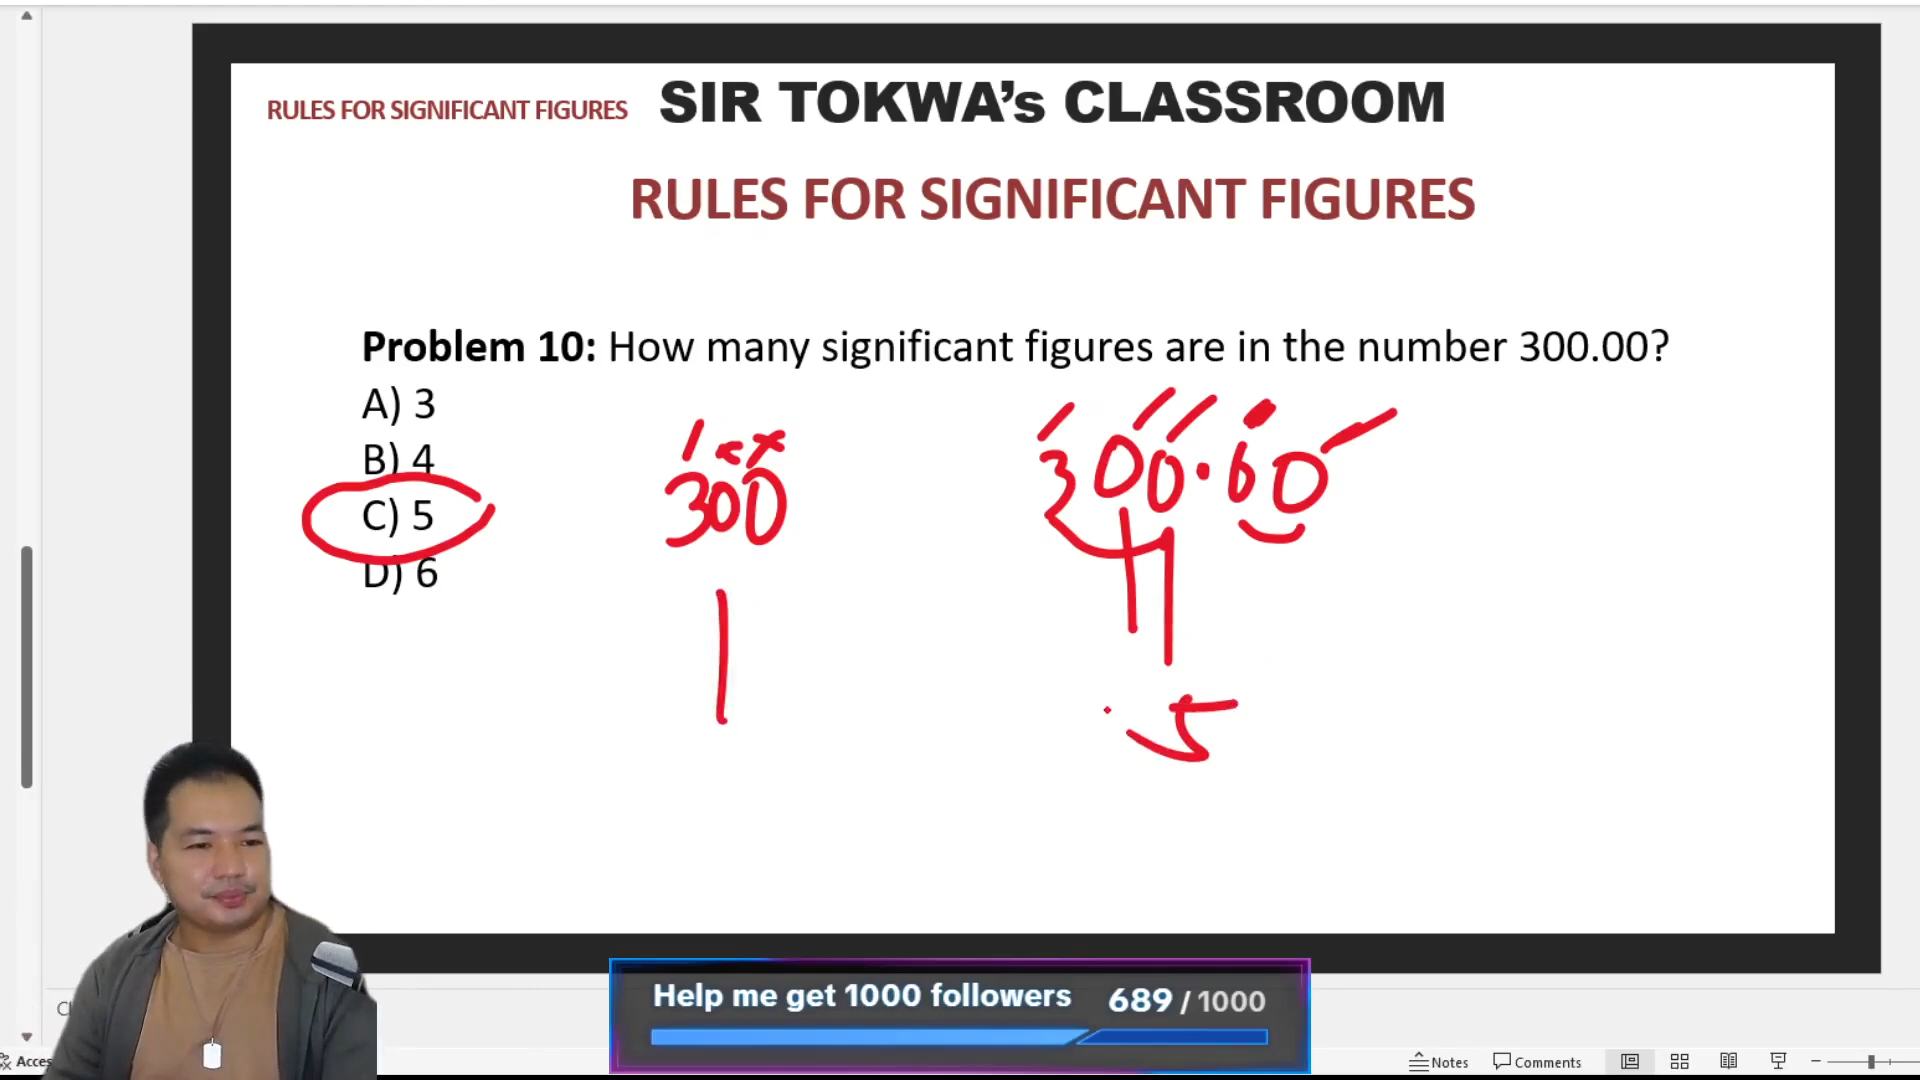 RULES FOR SIGNIFICANT FIGURES
SIR TOKWA's CLASSROOM
RULES FOR SIGNIFICANT FIGURES
Problem 10: How many significant figures are in the number 300.00?
A) 3
B) 4
C) 5
D) 6
300
300.00
1
5
Help me get 1000 followers 689 / 1000
Acces
Notes
Comments